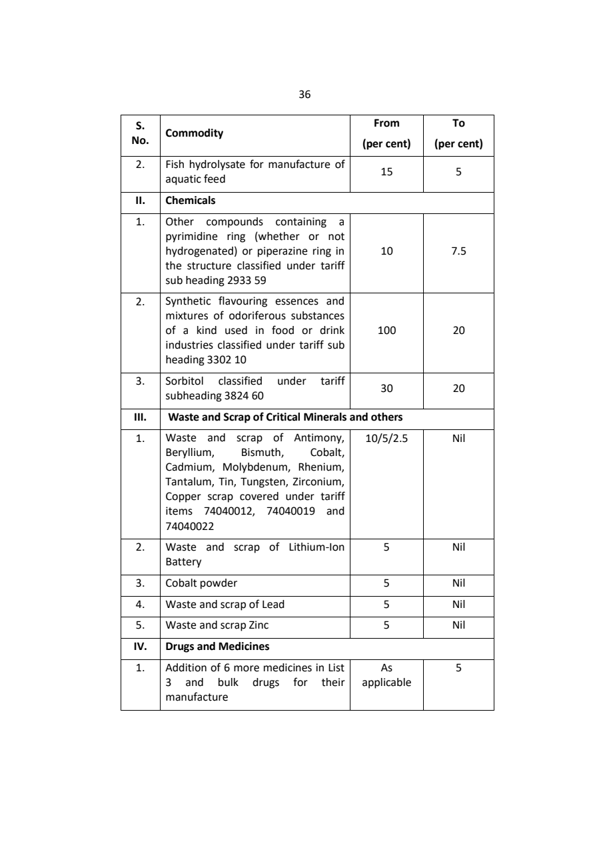 36
S. No. Commodity From (per cent) To (per cent)
2. Fish hydrolysate for manufacture of
aquatic feed 15 5
II. Chemicals
1. Other compounds containing a
pyrimidine ring (whether or not
hydrogenated) or piperazine ring in
the structure classified under tariff
sub heading 2933 59 10 7.5
2. Synthetic flavouring essences and
mixtures of odoriferous substances
of a kind used in food or drink
industries classified under tariff sub
heading 3302 10 100 20
3. Sorbitol classified under tariff
subheading 3824 60 30 20
III. Waste and Scrap of Critical Minerals and others
1. Waste and scrap of Antimony, 10/5/2.5 Nil
Beryllium, Bismuth, Cobalt,
Cadmium, Molybdenum, Rhenium,
Tantalum, Tin, Tungsten, Zirconium,
Copper scrap covered under tariff
items 74040012, 74040019 and
74040022
2. Waste and scrap of Lithium-Ion 5 Nil
Battery
3. Cobalt powder 5 Nil
4. Waste and scrap of Lead 5 Nil
5. Waste and scrap Zinc 5 Nil
IV. Drugs and Medicines
1. Addition of 6 more medicines in List As 5
3 and bulk drugs for their applicable
manufacture